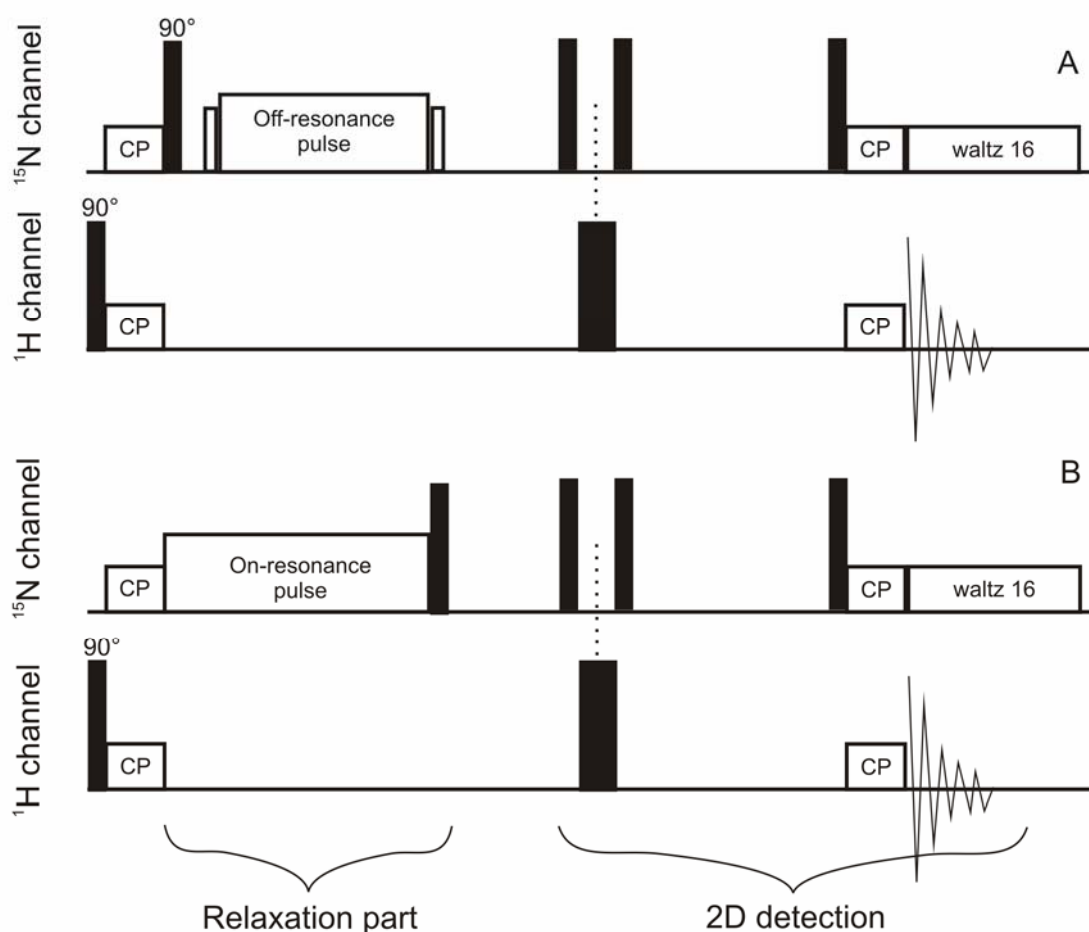 90°
A
¹⁵N channel
CP
Off-resonance
pulse
CP
waltz 16
90°
¹H channel
CP
CP
B
¹⁵N channel
CP
On-resonance
pulse
CP
waltz 16
90°
¹H channel
CP
CP
Relaxation part
2D detection